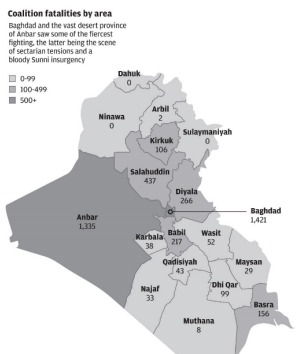 Coalition fatalities by area
Baghdad and the vast desert province
of Anbar saw some of the fiercest
fighting, the latter being the scene
of sectarian tensions and a
bloody Sunni insurgency
0-99
100-499
500+
Dahuk
0
Ninawa
0
Arbil
2
Sulaymaniyah
0
Kirkuk
106
Salahuddin
437
Diyala
266
Anbar
1,335
Baghdad
1,421
Karbala
38
Babil
217
Wasit
52
Qadisiyah
43
Maysan
29
Najaf
33
Dhi Qar
99
Basra
156
Muthana
8